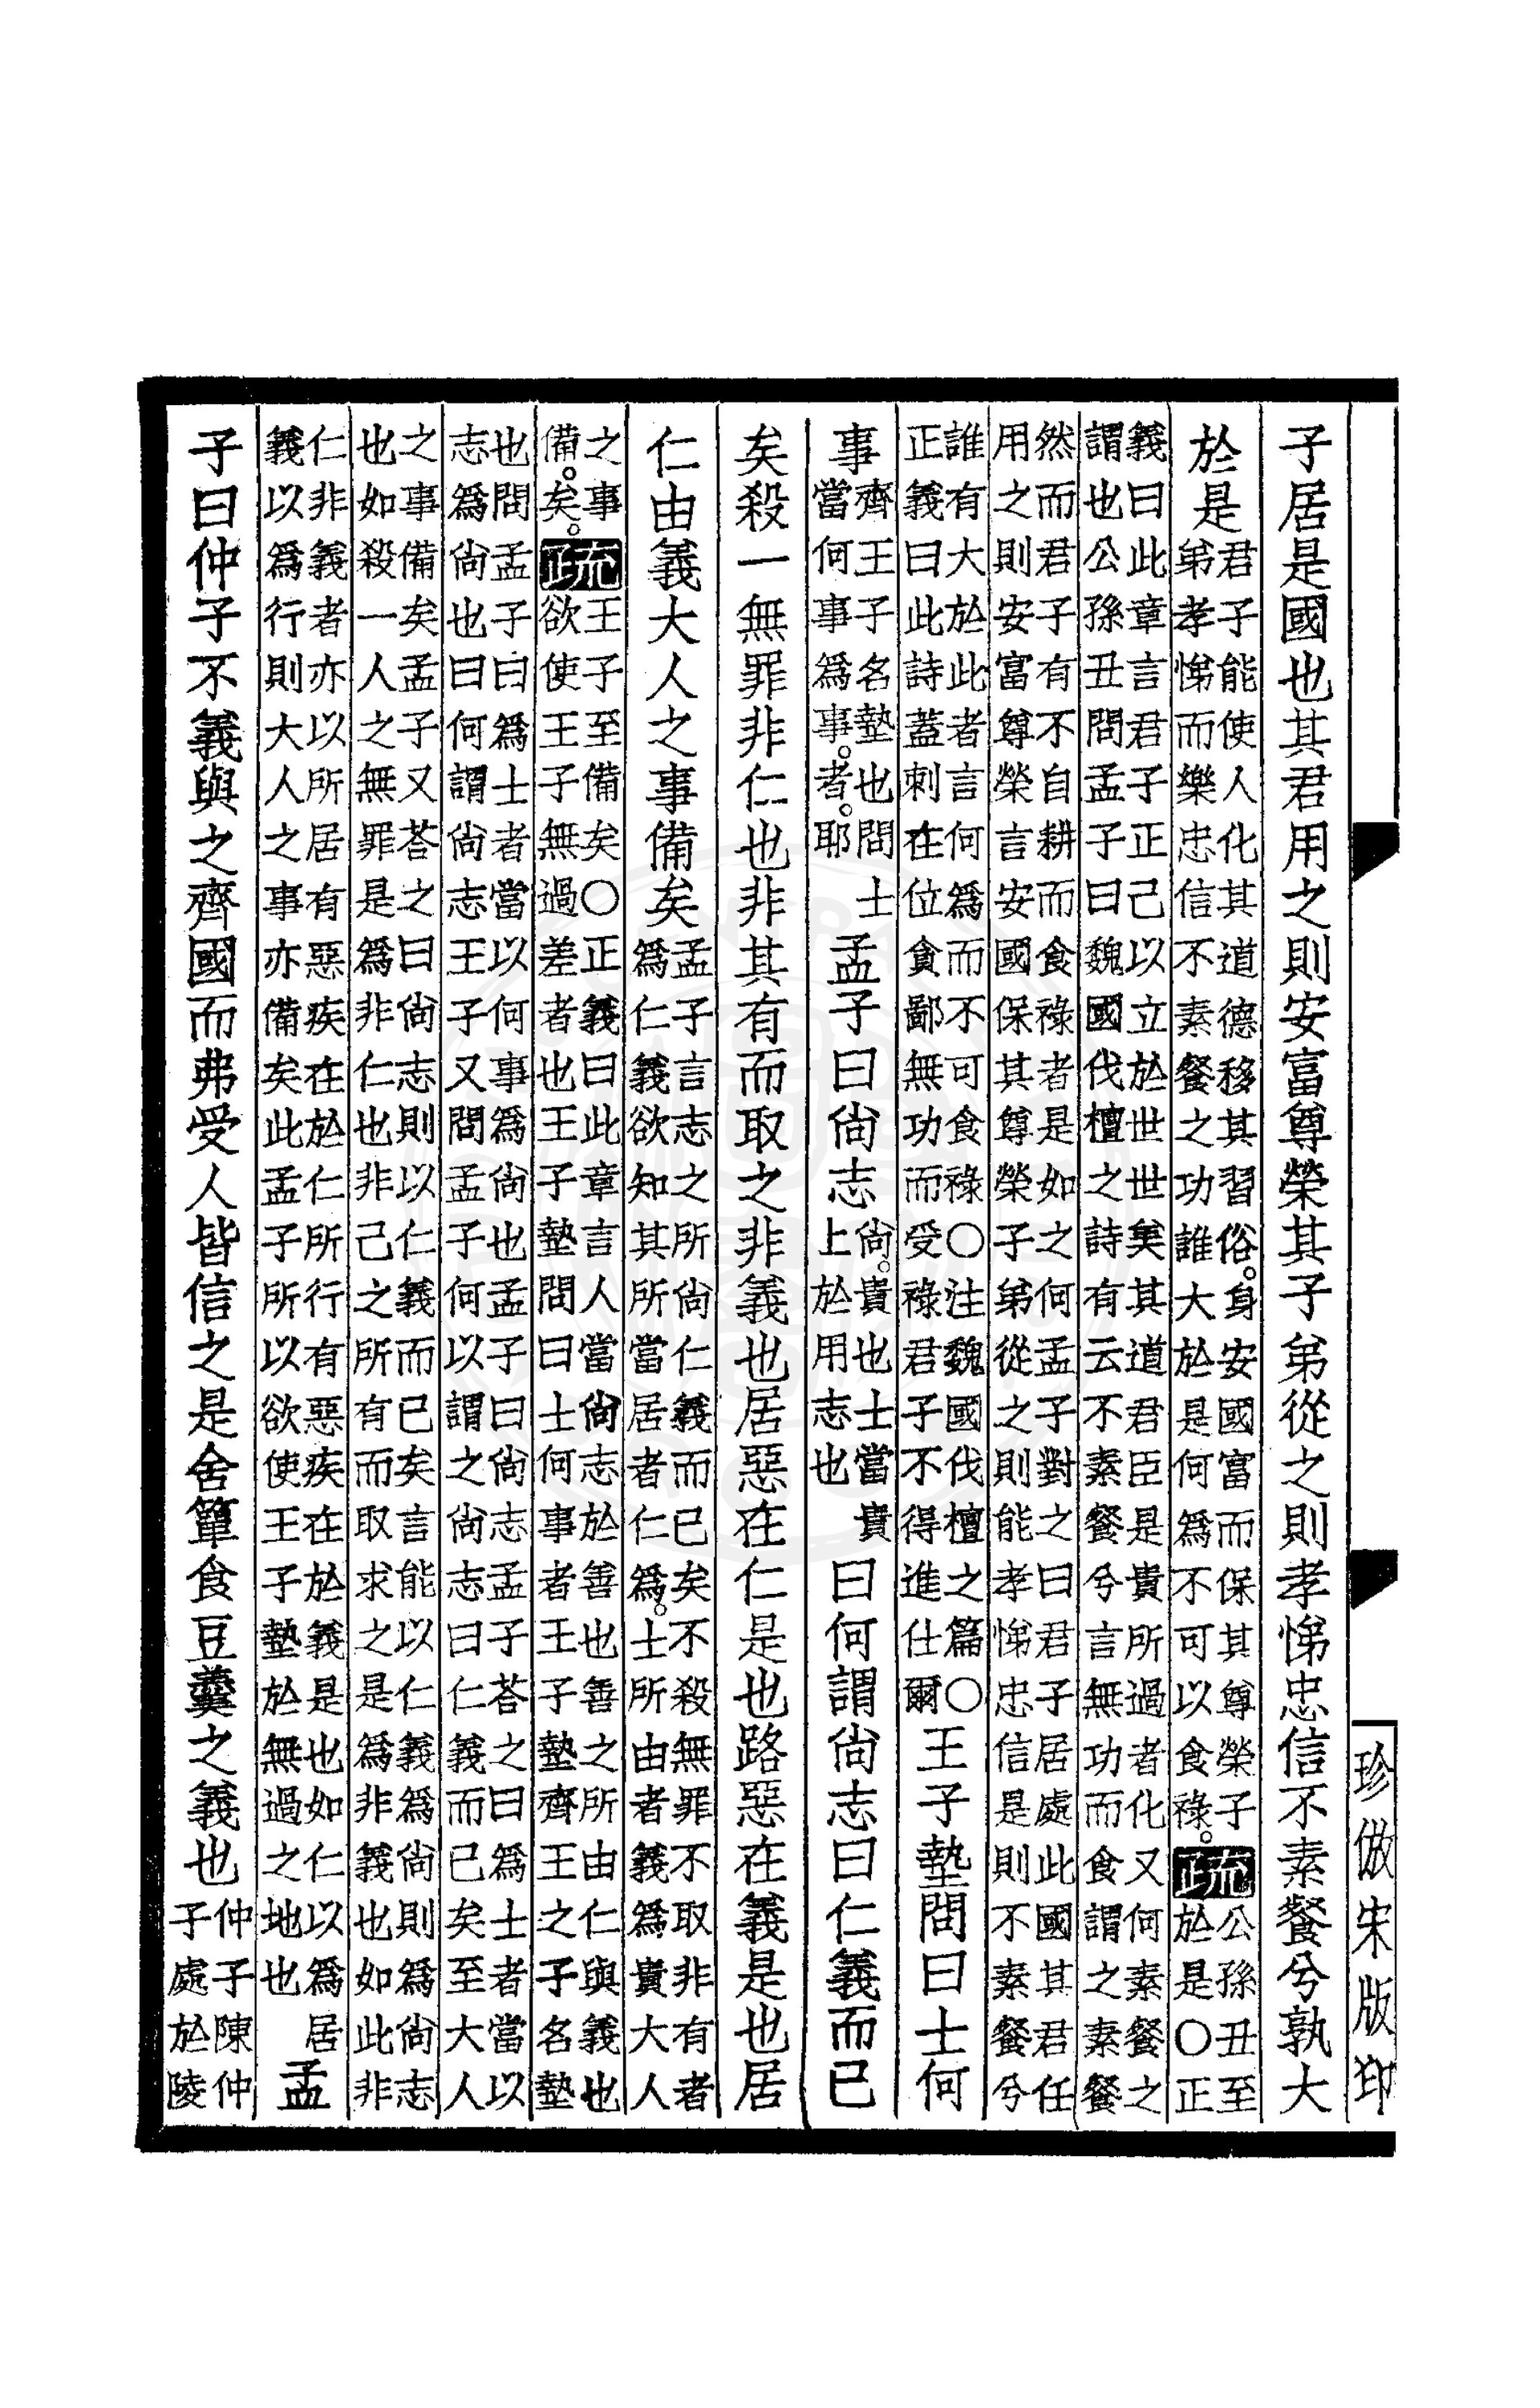 珍倣宋版印
子居是國也其君用之則安富尊榮其子弟從之則孝悌忠信不素餐兮孰大
於是君子能使人化其道德移其習俗。身安國富而保其尊榮子弟孝悌而樂忠信不素餐之功誰大於是何爲不可以食祿。疏公孫丑至於是〇正
義曰此章言君子正己以立於世世美其道君臣是貴所過者化又何素餐之
謂也公孫丑問孟子曰魏國伐檀之詩有云不素餐兮言無功而食謂之素餐
然而君子有不自耕而食祿者是如之何孟子對之曰君子居處此國其君任
用之則安富尊榮言安國保其尊榮子弟從之則能孝悌忠信是則不素餐兮
誰有大於此者言何爲而不可食祿〇注魏國伐檀之篇〇正義曰此詩蓋刺在位貪鄙無功而受祿君子不得進仕爾王子墊問曰士何
事齊王子名墊也問士當何事爲事。者。耶孟子曰尚志尚。貴也士當貴上於用志也曰何謂尚志曰仁義而已
矣殺一無罪非仁也非其有而取之非義也居惡在仁是也路惡在義是也居
仁由義大人之事備矣孟子言志之所尚仁義而已矣不殺無罪不取非有者爲仁義欲知其所當居者仁爲。士所由者義爲貴大人
之事備。矣。疏王子至備矣〇正義曰此章言人當尚志於善也善之所由仁與義也欲使王子無過差者也王子墊問曰士何事者王子墊齊王之子名墊
也問孟子曰爲士者當以何事爲尚也孟子曰尚志孟子荅之曰爲士者當以
志爲尚也曰何謂尚志王子又問孟子何以謂之尚志曰仁義而已矣至大人
之事備矣孟子又荅之曰尚志則以仁義而已矣言能以仁義爲尚則爲尚志
也如殺一人之無罪是爲非仁也非己之所有而取求之是爲非義也如此非
仁非義者亦以所居有惡疾在於仁所行有惡疾在於義是也如仁以爲居義以爲行則大人之事亦備矣此孟子所以欲使王子墊於無過之地也孟
子曰仲子不義與之齊國而弗受人皆信之是舍簞食豆羹之義也仲子陳仲子處於陵